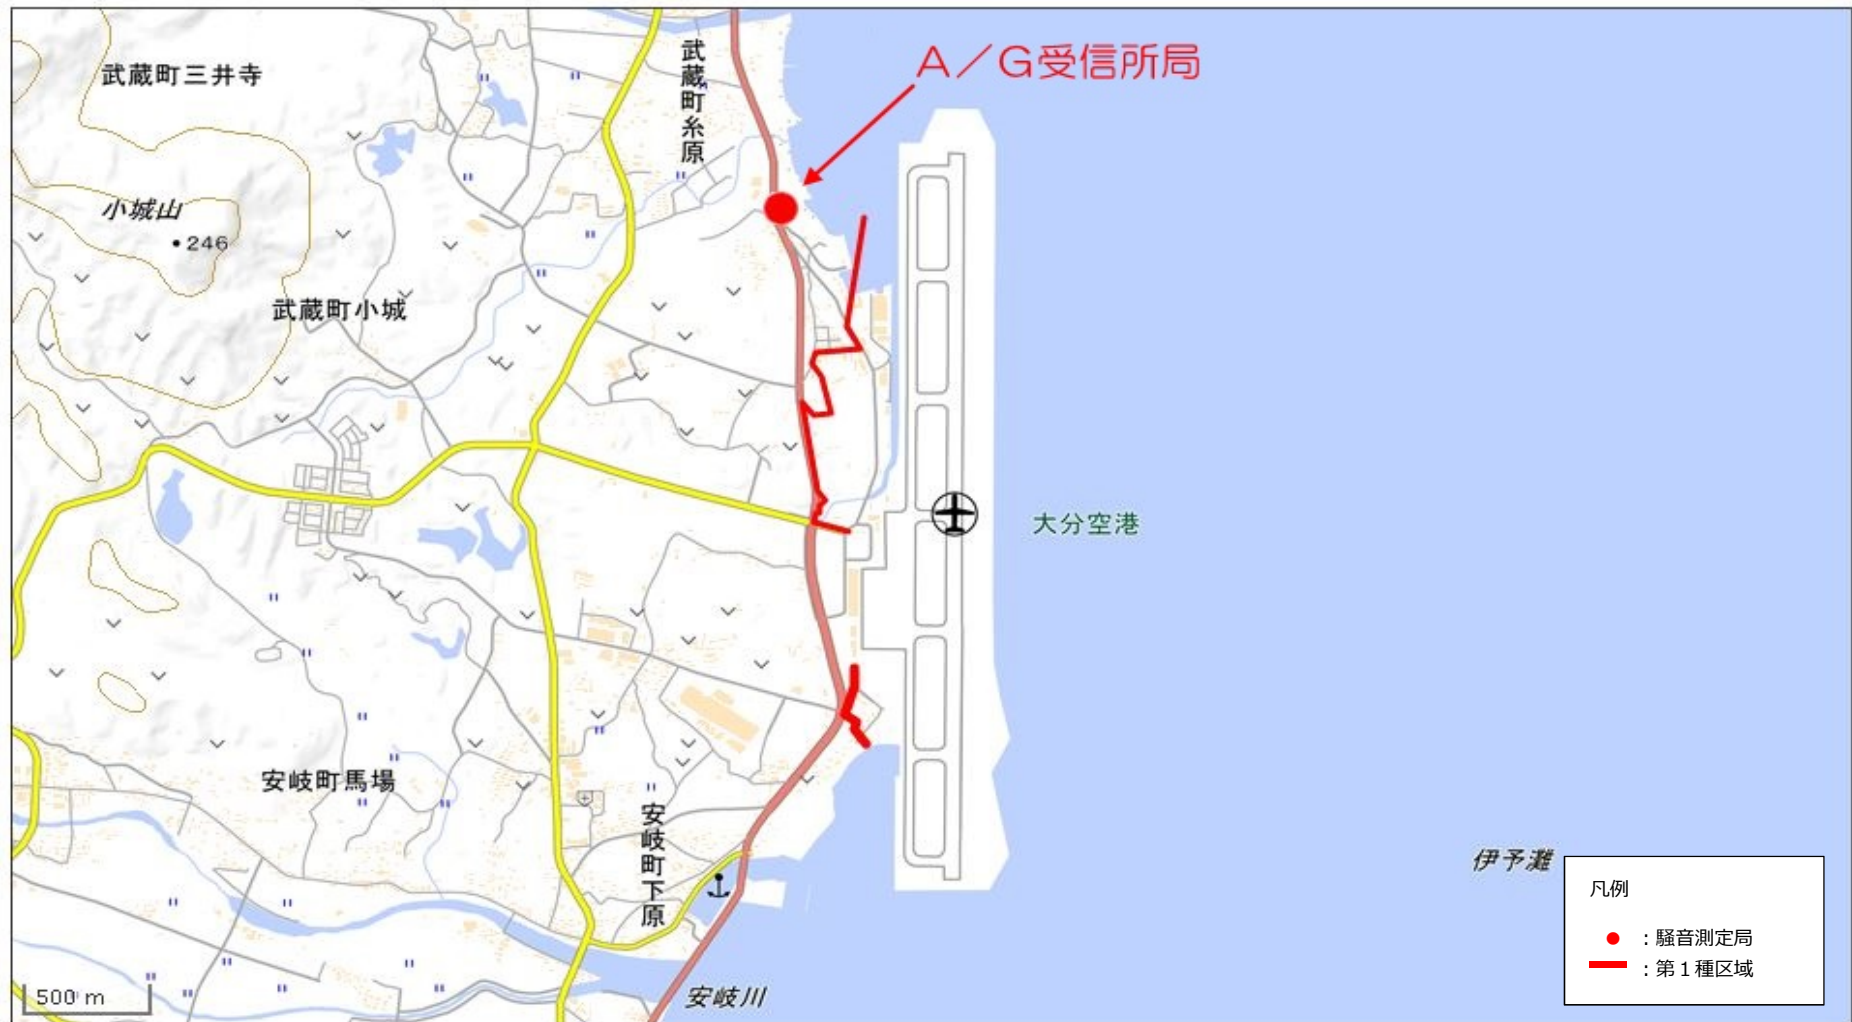 A/G受信所局
武蔵町三井寺
武蔵町糸原
小城山
246
武蔵町小城
大分空港
安岐町馬場
安岐町下原
伊予灘
凡例
:騒音測定局
:第1種区域
500 m
安岐川